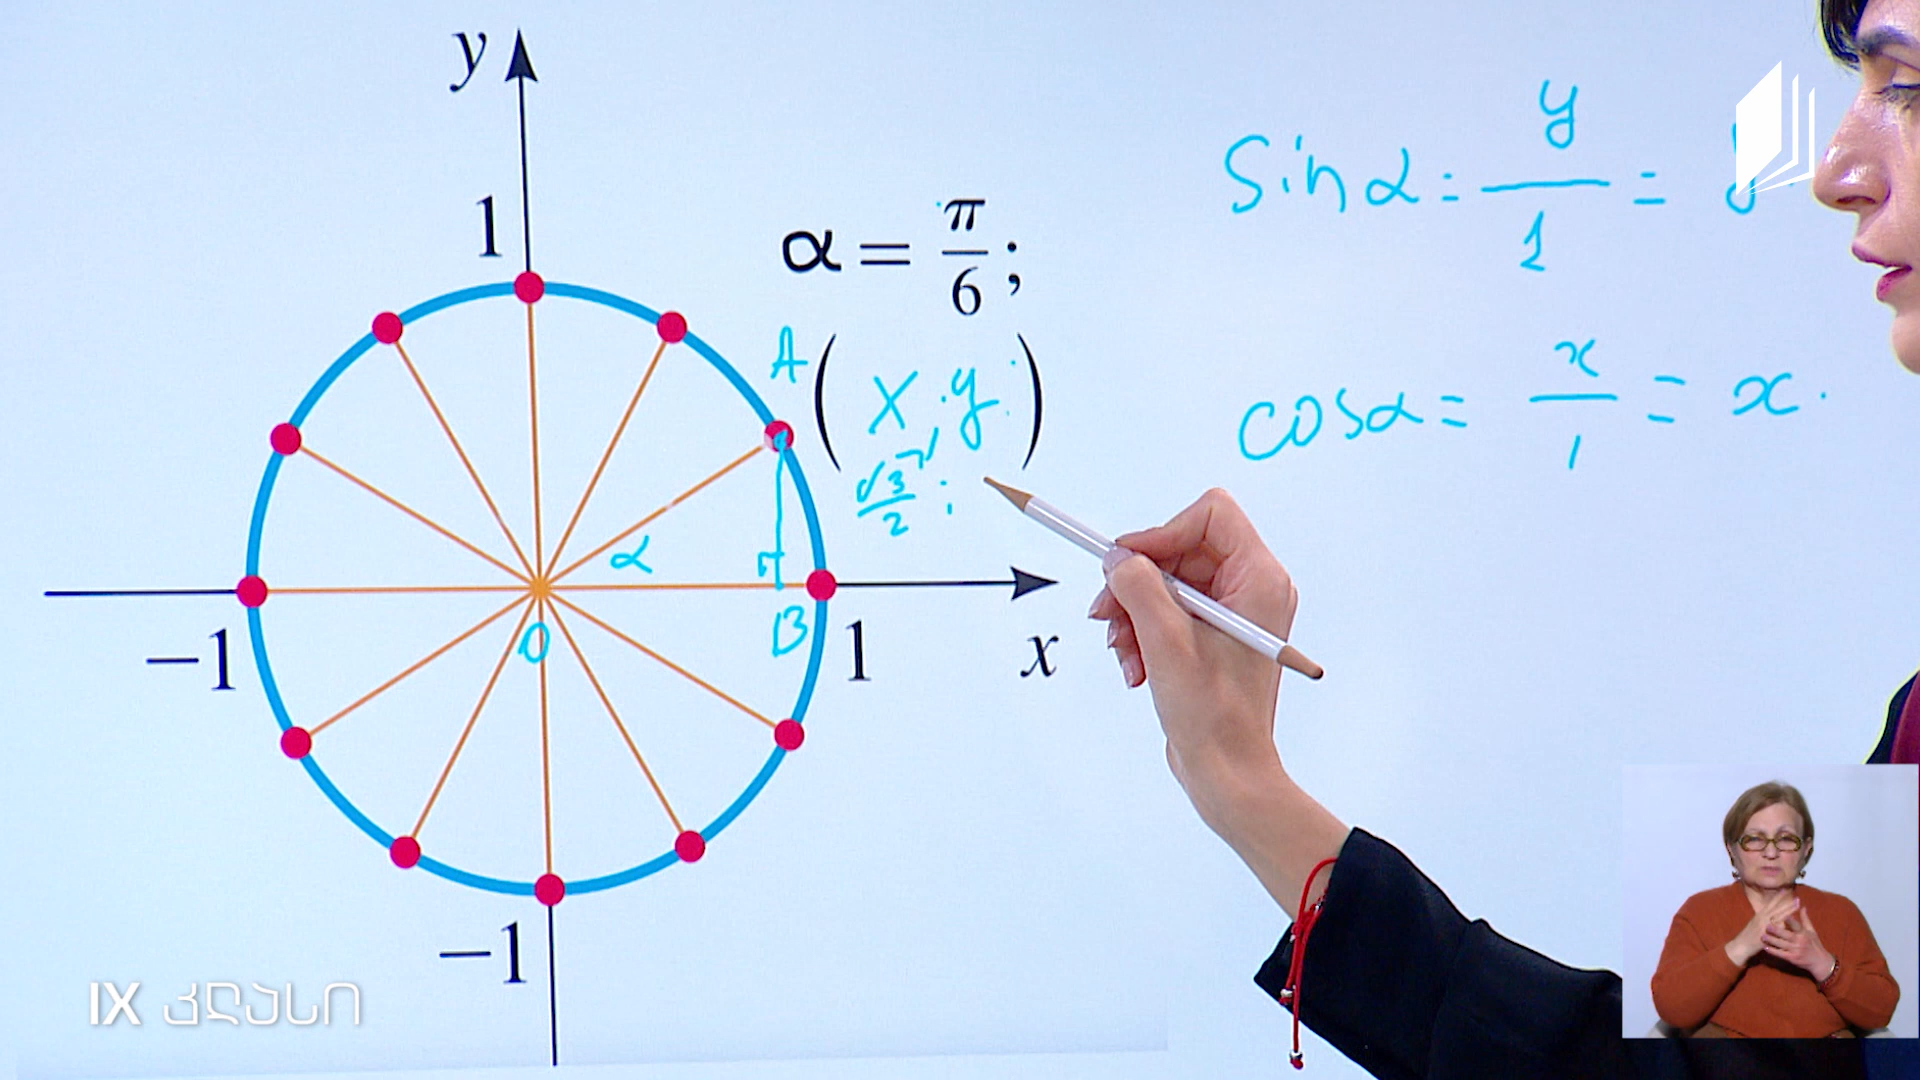 y
1
α = π/6;
A (x, y)
√3/2 ;
α
O
B
−1
1
x
−1
Sin α = y/1 = y
cos α = x/1 = x.
IX კლასი